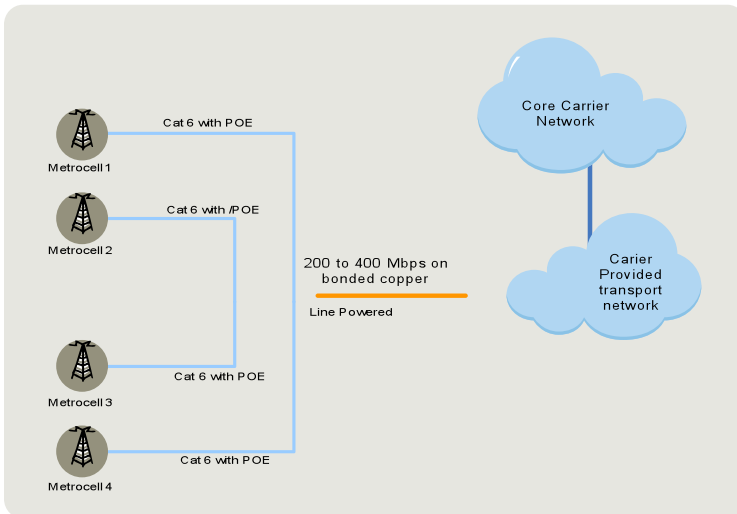 Core Carrier
Network
Cat 6 with POE
Metrocell 1
Cat 6 with /POE
Metrocell 2
200 to 400 Mbps on
bonded copper
Line Powered
Carier
Provided
transport
network
Cat 6 with POE
Metrocell 3
Cat 6 with POE
Metrocell 4